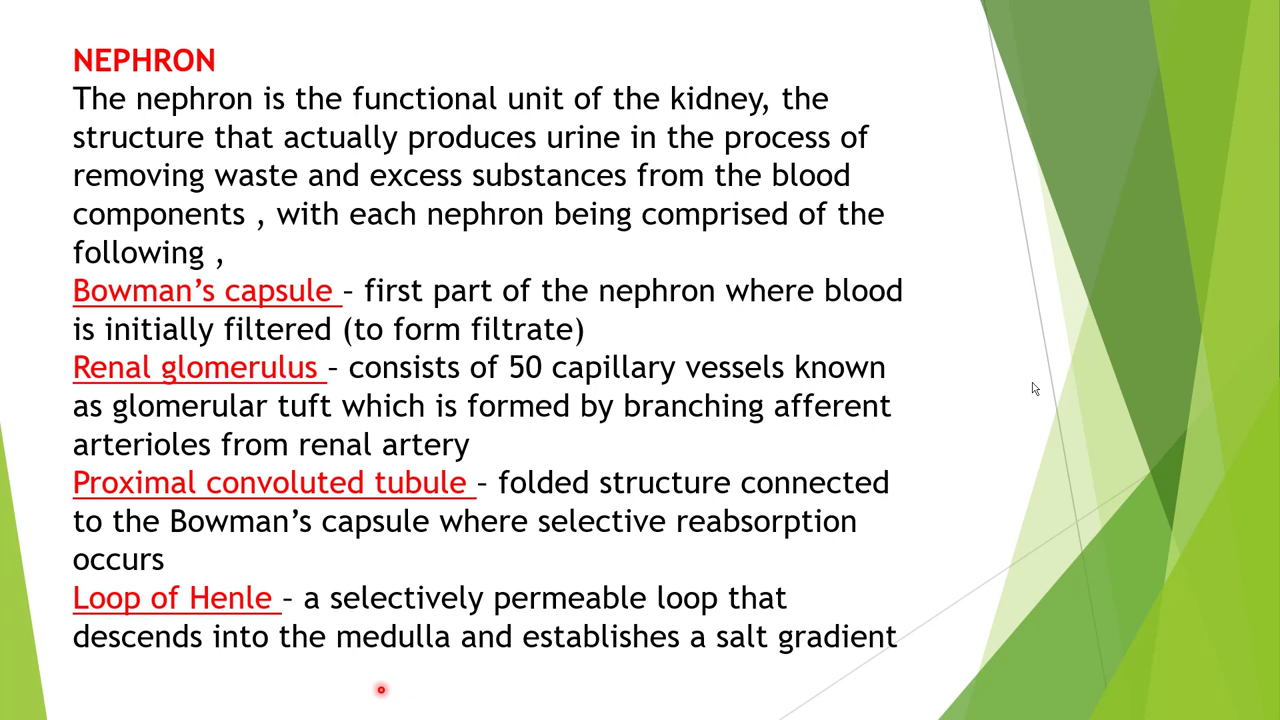 NEPHRON
The nephron is the functional unit of the kidney, the
structure that actually produces urine in the process of
removing waste and excess substances from the blood
components , with each nephron being comprised of the
following ,
Bowman’s capsule – first part of the nephron where blood
is initially filtered (to form filtrate)
Renal glomerulus – consists of 50 capillary vessels known
as glomerular tuft which is formed by branching afferent
arterioles from renal artery
Proximal convoluted tubule – folded structure connected
to the Bowman’s capsule where selective reabsorption
occurs
Loop of Henle – a selectively permeable loop that
descends into the medulla and establishes a salt gradient